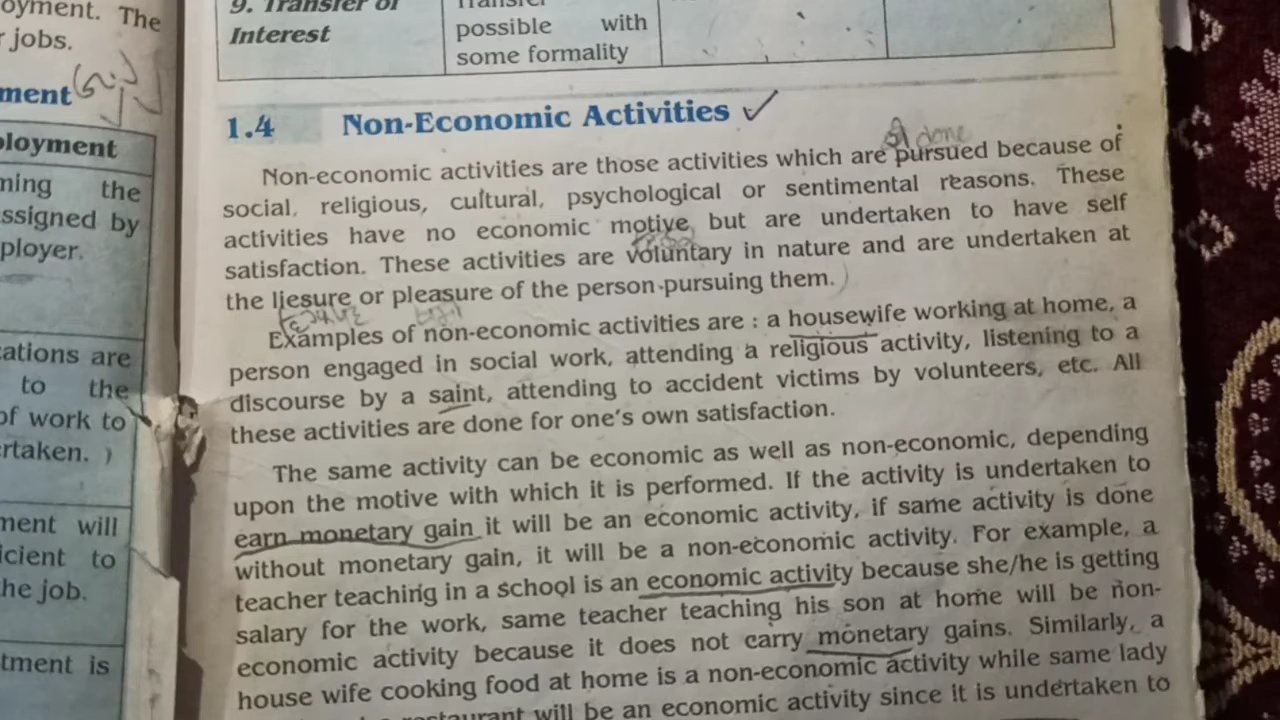 oyment. The
jobs.
ment
ployment
ming the
ssigned by
ployer.
cations are
to the
of work to
ertaken. )
ment will
icient to
he job.
tment is
9. Transfer of
Interest
Transfer
possible with
some formality
1.4 Non-Economic Activities ✓
done
Non-economic activities are those activities which are pursued because of
social, religious, cultural, psychological or sentimental reasons. These
activities have no economic motive but are undertaken to have self
satisfaction. These activities are voluntary in nature and are undertaken at
the liesure or pleasure of the person pursuing them.
Examples of non-economic activities are : a housewife working at home, a
person engaged in social work, attending a religious activity, listening to a
discourse by a saint, attending to accident victims by volunteers, etc. All
these activities are done for one's own satisfaction.
The same activity can be economic as well as non-economic, depending
upon the motive with which it is performed. If the activity is undertaken to
earn monetary gain it will be an economic activity, if same activity is done
without monetary gain, it will be a non-economic activity. For example, a
teacher teaching in a school is an economic activity because she/he is getting
salary for the work, same teacher teaching his son at home will be non-
economic activity because it does not carry monetary gains. Similarly, a
house wife cooking food at home is a non-economic activity while same lady
restaurant will be an economic activity since it is undertaken to